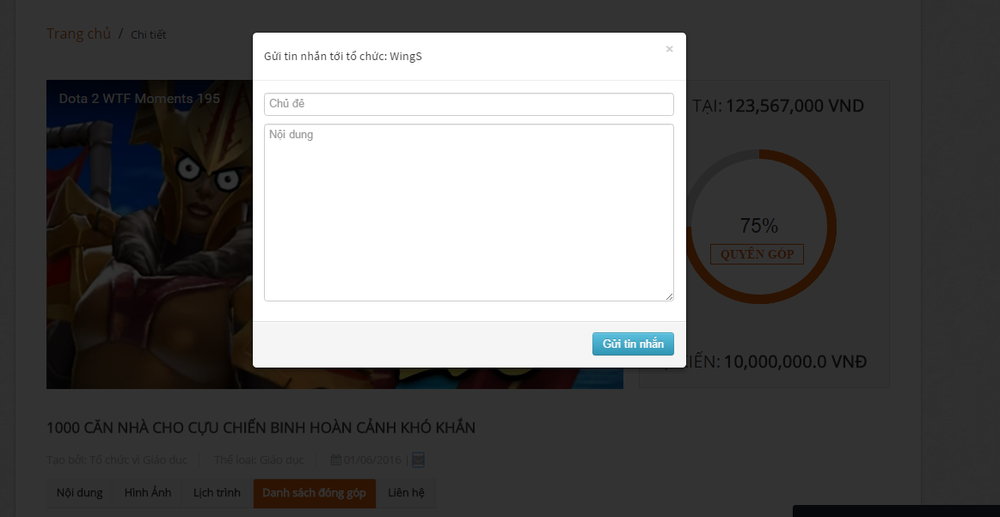 Trang chủ / Chi tiết
Gửi tin nhắn tới tổ chức: WingS
×
Dota 2 WTF Moments 195
Chủ đề
Nội dung
TẠI: 123,567,000 VND
75%
QUYÊN GÓP
Gửi tin nhắn
KIẾN: 10,000,000.0 VNĐ
1000 CĂN NHÀ CHO CỰU CHIẾN BINH HOÀN CẢNH KHÓ KHĂN
Tạo bởi: Tổ chức vì Giáo dục | Thể loại: Giáo dục | 01/06/2016 |
Nội dung Hình Ảnh Lịch trình Danh sách đóng góp Liên hệ